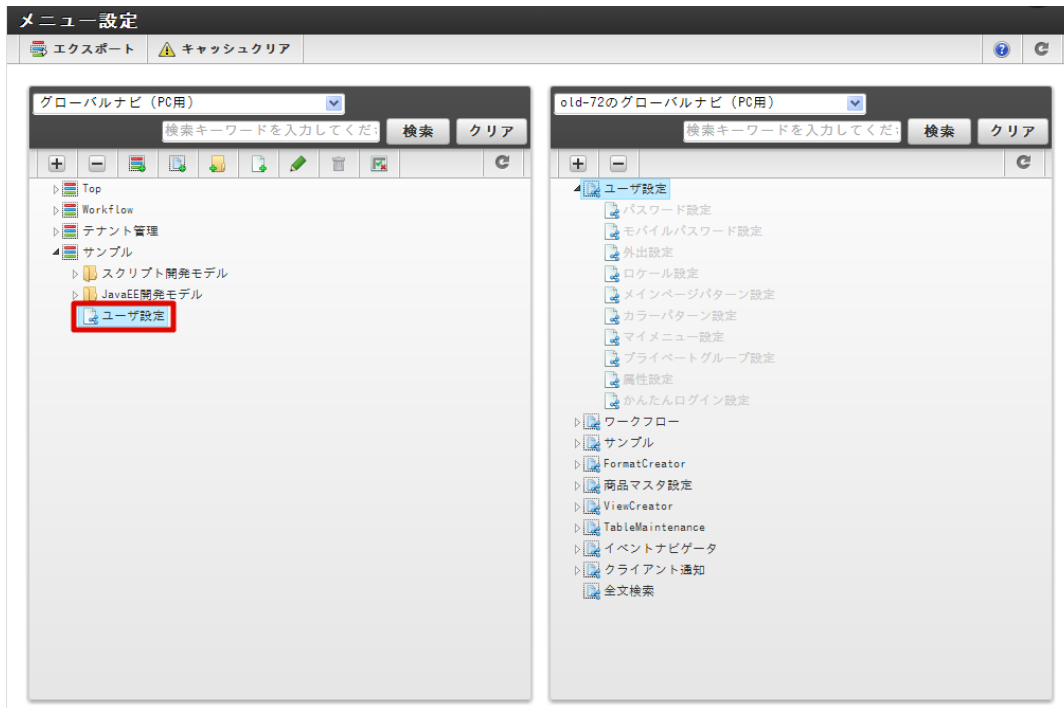 メニュー設定
エクスポート キャッシュクリア
グローバルナビ (PC用)
検索キーワードを入力してくだ 検索 クリア
Top
Workflow
テナント管理
サンプル
スクリプト開発モデル
JavaEE開発モデル
ユーザ設定
old-72のグローバルナビ (PC用)
検索キーワードを入力してくだ 検索 クリア
ユーザ設定
パスワード設定
モバイルパスワード設定
外出設定
ロケール設定
メインページパターン設定
カラーパターン設定
マイメニュー設定
プライベートグループ設定
属性設定
かんたんログイン設定
ワークフロー
サンプル
FormatCreator
商品マスタ設定
ViewCreator
TableMaintenance
イベントナビゲータ
クライアント通知
全文検索